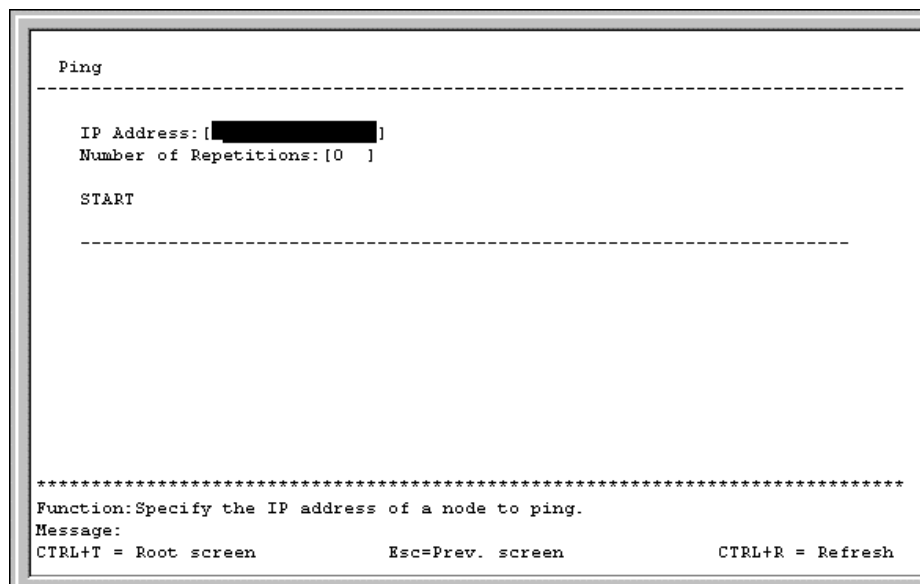 Ping
-------------------------------------------------------------------------------
IP Address:[               ]
Number of Repetitions:[0  ]
START
----------------------------------------------------------------------
*******************************************************************************
Function:Specify the IP address of a node to ping.
Message:
CTRL+T = Root screen            Esc=Prev. screen              CTRL+R = Refresh